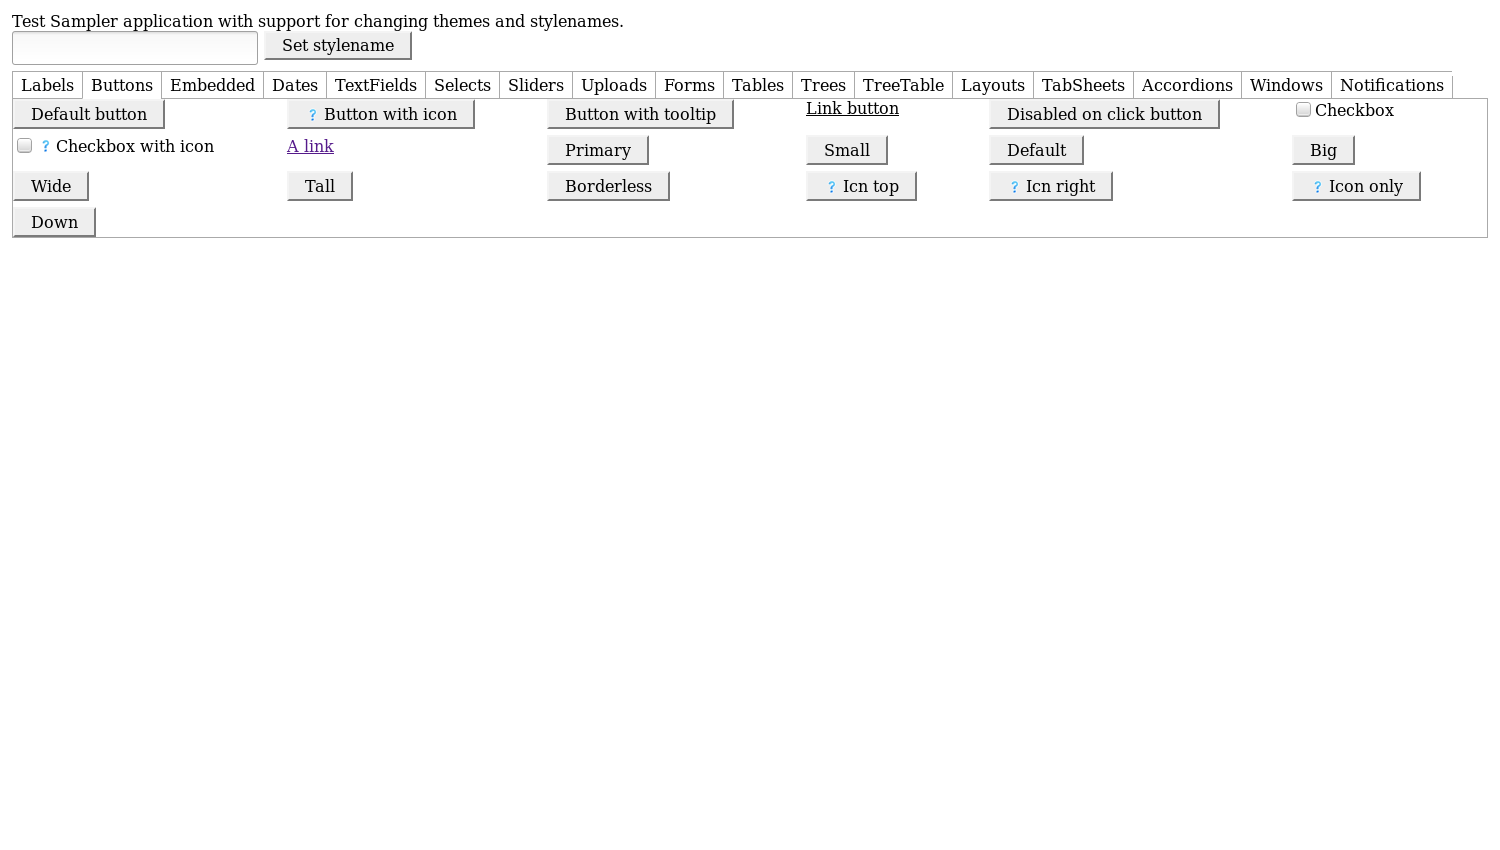 Test Sampler application with support for changing themes and stylenames.
Set stylename
Labels Buttons Embedded Dates TextFields Selects Sliders Uploads Forms Tables Trees TreeTable Layouts TabSheets Accordions Windows Notifications
Default button ? Button with icon Button with tooltip Link button Disabled on click button Checkbox
? Checkbox with icon A link Primary Small Default Big
Wide Tall Borderless ? Icn top ? Icn right ? Icon only
Down